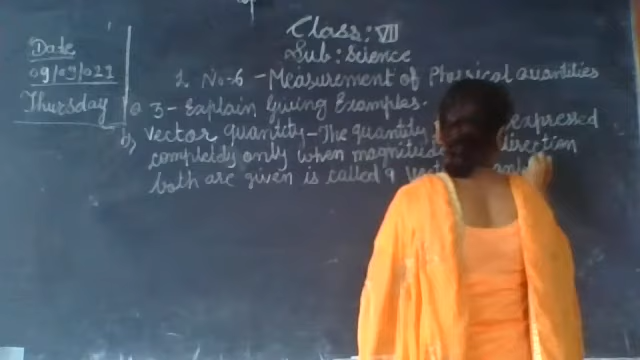 Class: VII
Sub: Science
Date
09/09/021
Thursday
L No-6 - Measurement of Physical Quantities
Q 3- Explain Giving Examples.
b) Vector quantity - The quantity expressed
completely only when magnitude direction
both are given is called a